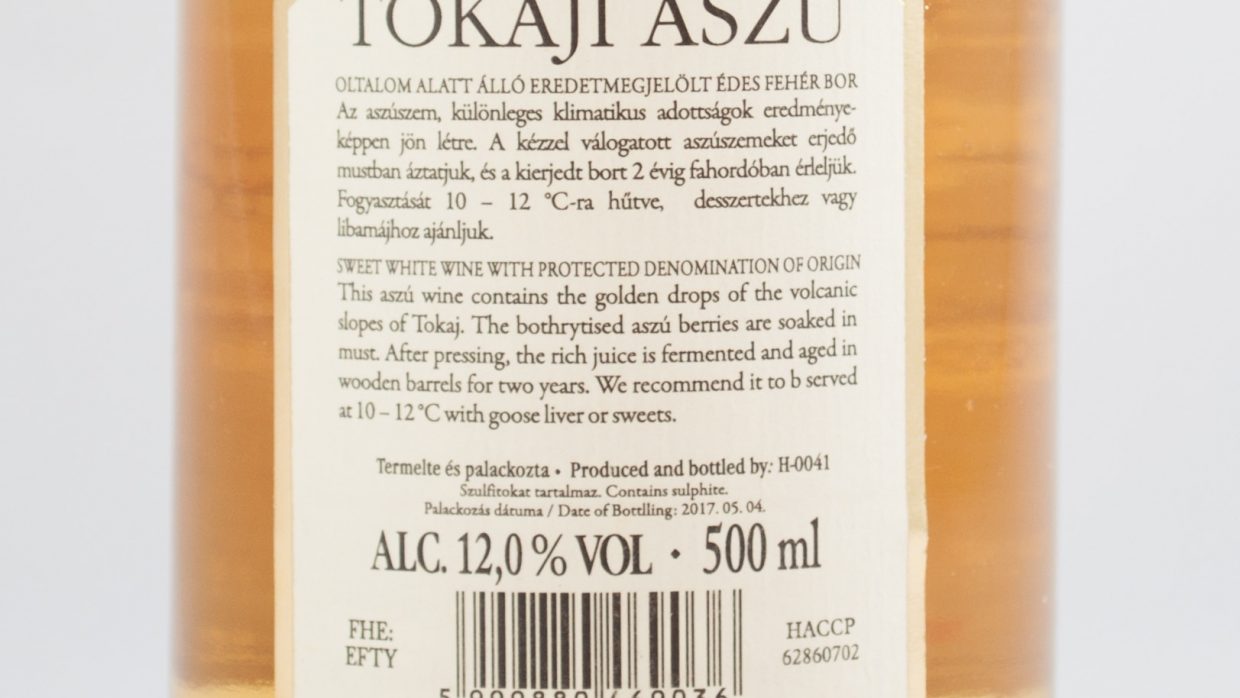 TOKAJI ASZÚ
OLTALOM ALATT ÁLLÓ EREDETMEGJELÖLT ÉDES FEHÉR BOR
Az aszúszem, különleges klimatikus adottságok eredménye-
képpen jön létre. A kézzel válogatott aszúszemeket erjedő
mustban áztatjuk, és a kierjedt bort 2 évig fahordóban érleljük.
Fogyasztását 10 – 12 °C-ra hűtve, desszertekhez vagy
libamájhoz ajánljuk.
SWEET WHITE WINE WITH PROTECTED DENOMINATION OF ORIGIN
This aszú wine contains the golden drops of the volcanic
slopes of Tokaj. The bothrytised aszú berries are soaked in
must. After pressing, the rich juice is fermented and aged in
wooden barrels for two years. We recommend it to b served
at 10 – 12 °C with goose liver or sweets.
Termelte és palackozta • Produced and bottled by: H-0041
Szulfitokat tartalmaz. Contains sulphite.
Palackozás dátuma / Date of Bottlling: 2017. 05. 04.
ALC. 12,0 % VOL • 500 ml
FHE:
EFTY
HACCP
62860702